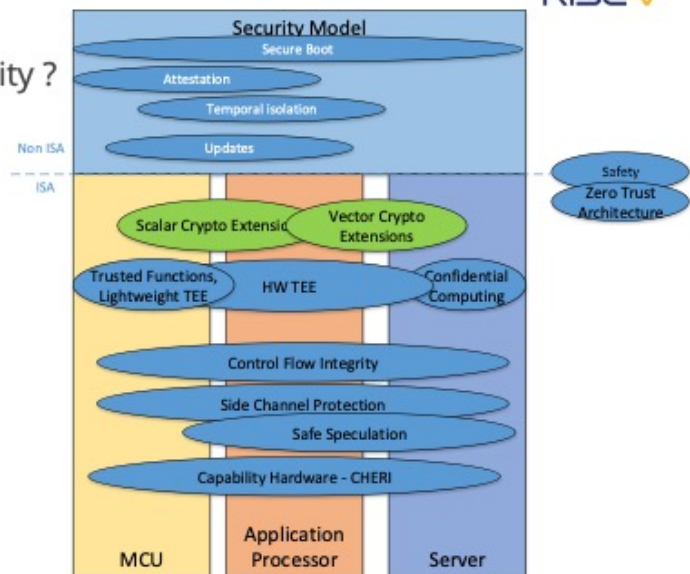 Security Model
Secure Boot
ity ?
Attestation
Temporal isolation
Non ISA
Updates
ISA
Safety
Zero Trust
Architecture
Scalar Crypto Extensio
Vector Crypto
Extensions
Trusted Functions,
Lightweight TEE
HW TEE
Confidential
Computing
Control Flow Integrity
Side Channel Protection
Safe Speculation
Capability Hardware - CHERI
MCU
Application
Processor
Server